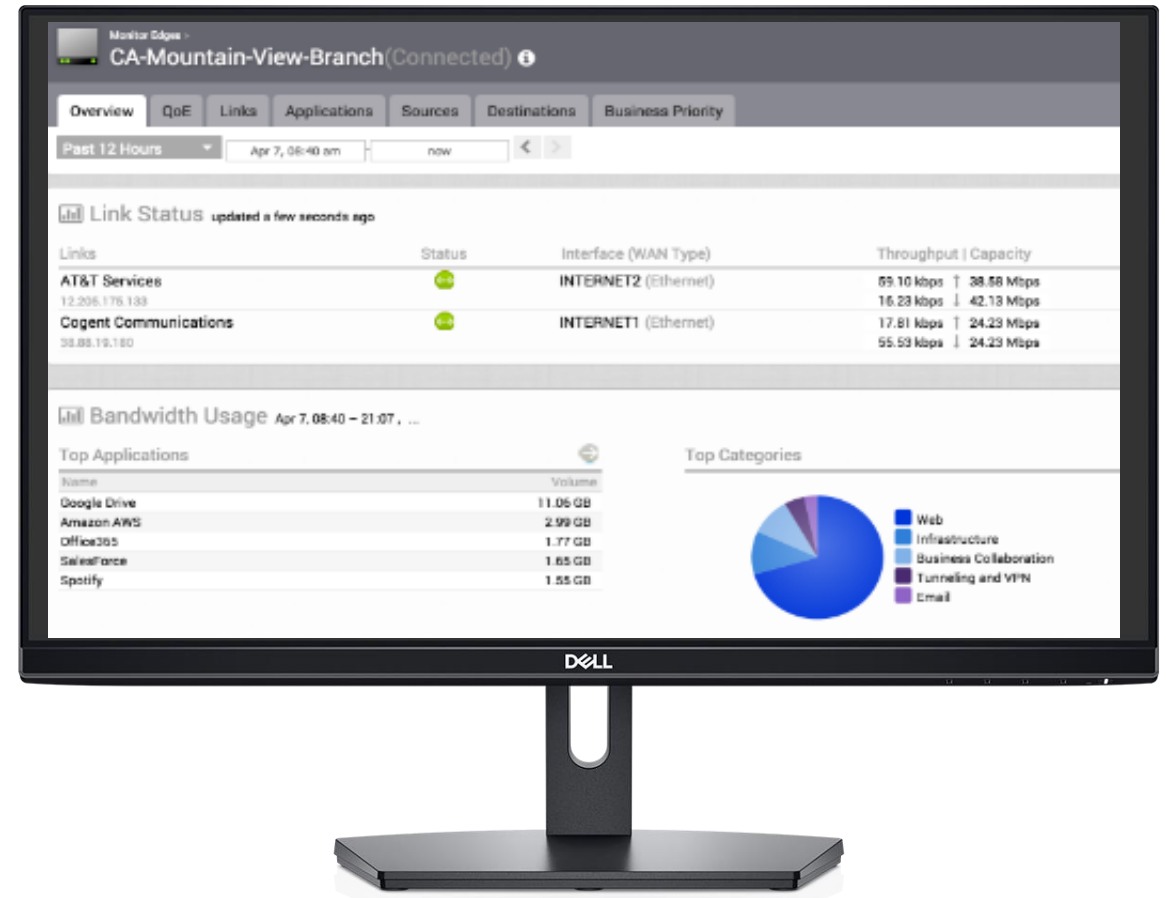 Monitor Edges >
CA-Mountain-View-Branch(Connected)
Overview QoE Links Applications Sources Destinations Business Priority
Past 12 Hours Apr 7, 08:40 am - now < >
Link Status updated a few seconds ago
Links Status Interface (WAN Type) Throughput | Capacity
AT&T Services INTERNET2 (Ethernet) 59.10 kbps ↑ 38.58 Mbps
16.23 kbps ↓ 42.13 Mbps
Cogent Communications INTERNET1 (Ethernet) 17.81 kbps ↑ 24.23 Mbps
38.88.19.180 55.53 kbps ↓ 24.23 Mbps
Bandwidth Usage Apr 7, 08:40 – 21:07 , ...
Top Applications Top Categories
Name Volume
Google Drive 11.06 GB
Amazon AWS 2.99 GB
Office365 1.77 GB
SalesForce 1.65 GB
Spotify 1.55 GB
Web
Infrastructure
Business Collaboration
Tunneling and VPN
Email
DELL